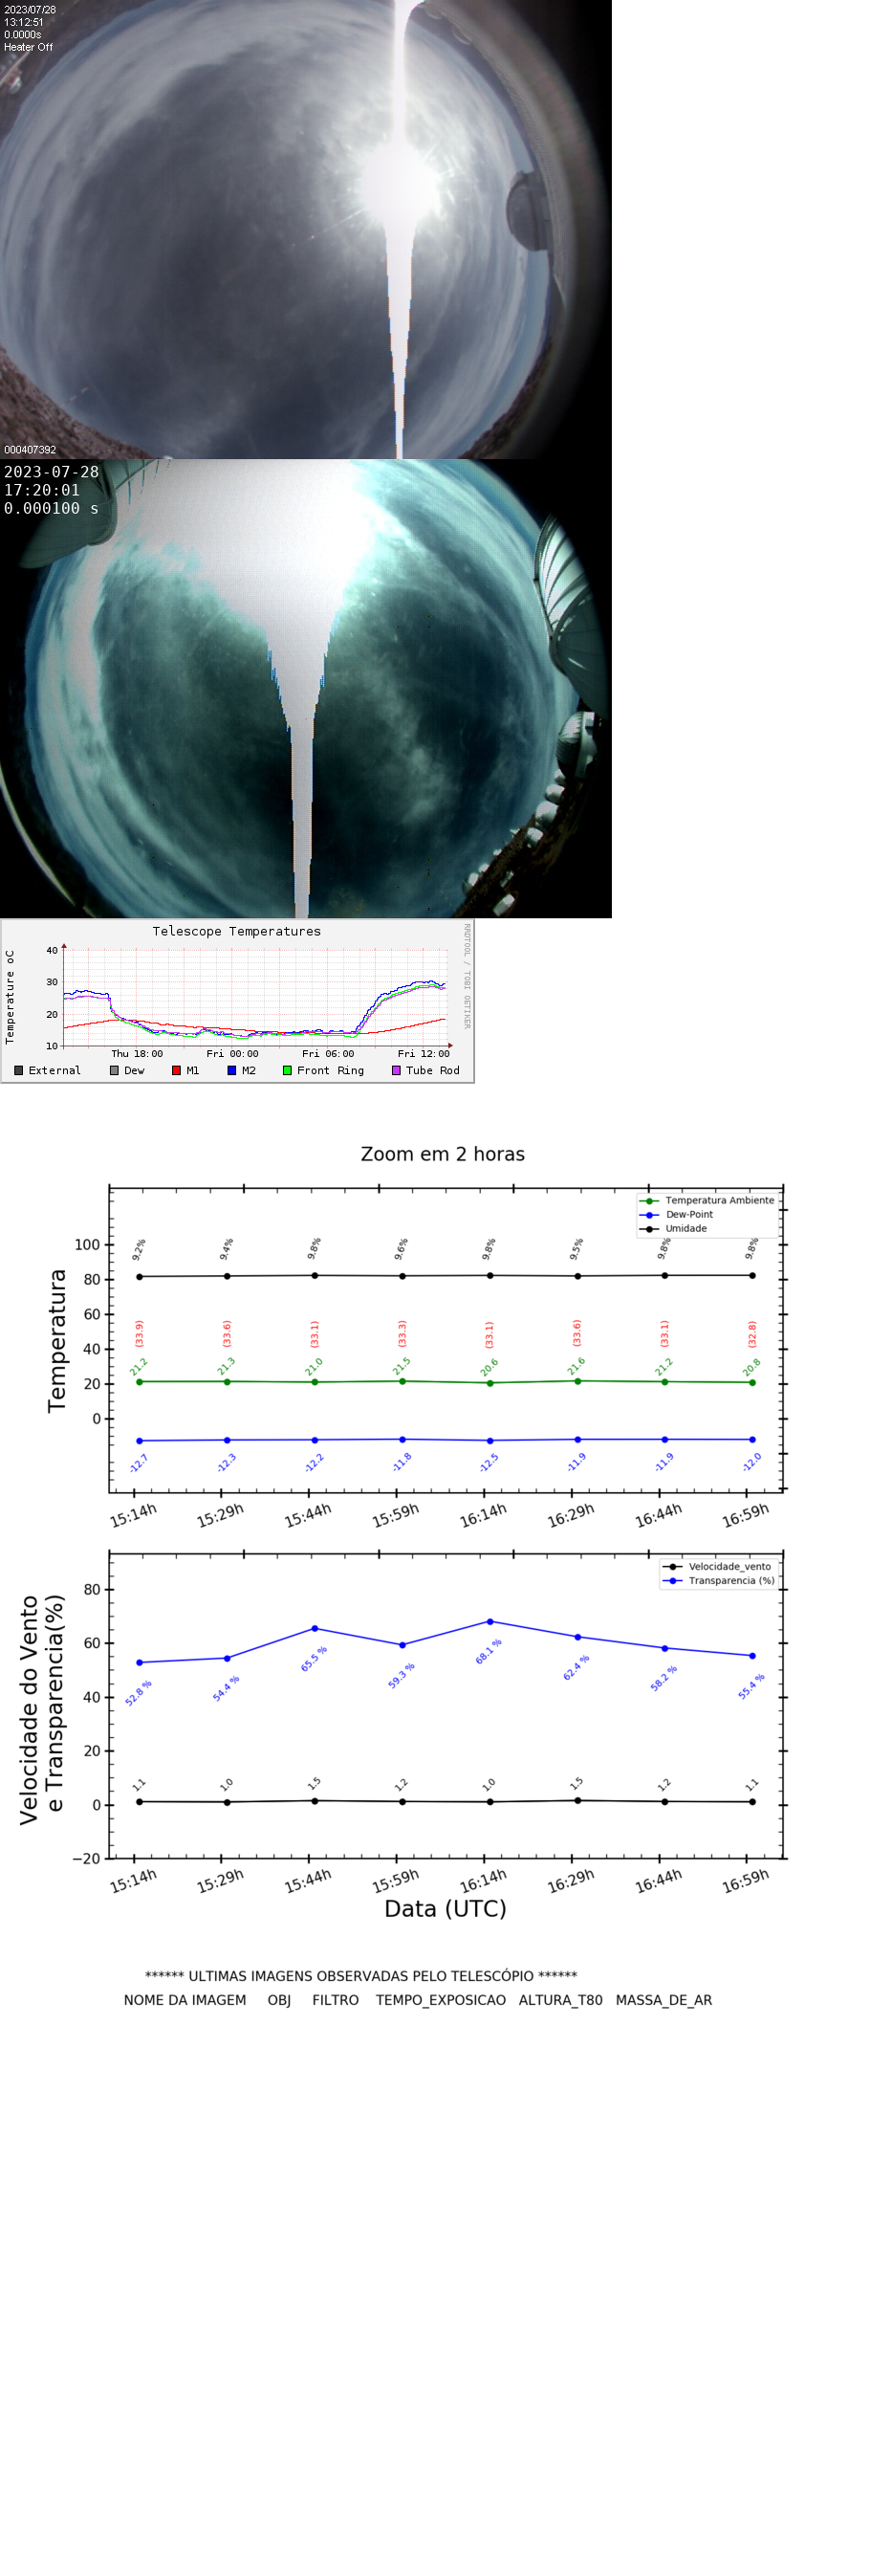 2023/07/28
13:12:51
0.0000s
Heater Off
000407392
2023-07-28
17:20:01
0.000100 s
Telescope Temperatures
RRDTOOL / TOBI OETIKER
Temperature oC
40
30
20
10
Thu 18:00 Fri 00:00 Fri 06:00 Fri 12:00
External Dew M1 M2 Front Ring Tube Rod
Zoom em 2 horas
Temperatura Ambiente
Dew-Point
Umidade
Temperatura
100
80
60
40
20
0
9.2% 9.4% 9.8% 9.6% 9.8% 9.5% 9.8% 9.8%
(33.9) (33.6) (33.1) (33.3) (33.1) (33.6) (33.1) (32.8)
21.2 21.3 21.0 21.5 20.6 21.6 21.2 20.8
-12.7 -12.3 -12.2 -11.8 -12.5 -11.9 -11.9 -12.0
15:14h 15:29h 15:44h 15:59h 16:14h 16:29h 16:44h 16:59h
Velocidade_vento
Transparencia (%)
Velocidade do Vento
e Transparencia(%)
80
60
40
20
0
−20
52.8 % 54.4 % 65.5 % 59.3 % 68.1 % 62.4 % 58.2 % 55.4 %
1.1 1.0 1.5 1.2 1.0 1.5 1.2 1.1
15:14h 15:29h 15:44h 15:59h 16:14h 16:29h 16:44h 16:59h
Data (UTC)
****** ULTIMAS IMAGENS OBSERVADAS PELO TELESCÓPIO ******
NOME DA IMAGEM OBJ FILTRO TEMPO_EXPOSICAO ALTURA_T80 MASSA_DE_AR